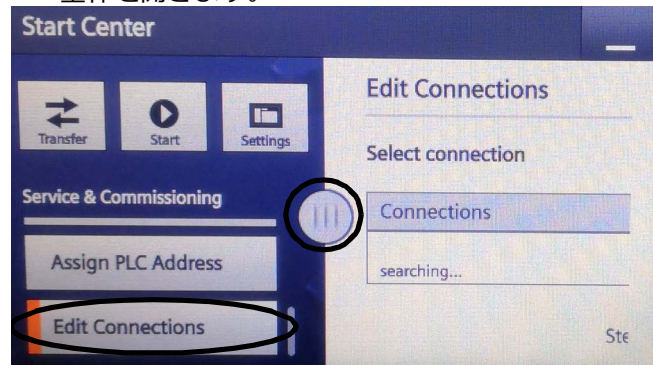 Start Center
Transfer
Start
Settings
Service & Commissioning
Assign PLC Address
Edit Connections
Edit Connections
Select connection
Connections
searching...